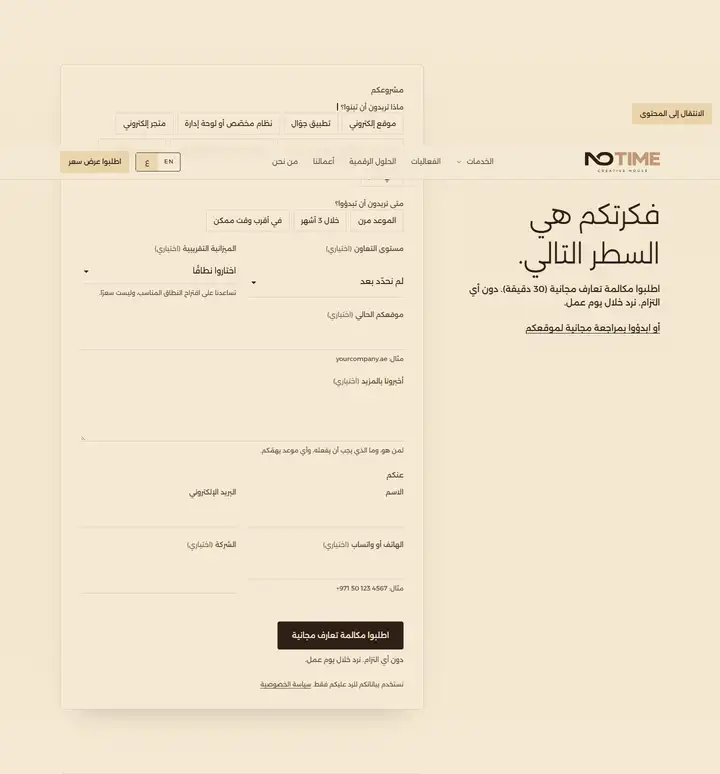 مشروعكم
ماذا تريدون أن تبنوا؟
موقع إلكتروني
تطبيق جوّال
نظام مخصّص أو لوحة إدارة
متجر إلكتروني
الانتقال إلى المحتوى
NOTIME
CREATIVE HOUSE
الخدمات
الفعاليات
الحلول الرقمية
أعمالنا
من نحن
EN
ع
اطلبوا عرض سعر
فكرتكم هي
السطر التالي.
اطلبوا مكالمة تعارف مجانية (30 دقيقة). دون أي
التزام. نرد خلال يوم عمل.
أو ابدؤوا بمراجعة مجانية لموقعكم
متى تريدون أن تبدؤوا؟
الموعد مرن
خلال 3 أشهر
في أقرب وقت ممكن
مستوى التعاون (اختياري)
لم نحدّد بعد
الميزانية التقريبية (اختياري)
اختاروا نطاقًا
تساعدنا على اقتراح النطاق المناسب، وليست سعرًا.
موقعكم الحالي (اختياري)
مثال: yourcompany.ae
أخبرونا بالمزيد (اختياري)
لمن هو، وما الذي يجب أن يفعله، وأي موعد يهمّكم.
عنكم
الاسم
البريد الإلكتروني
الهاتف أو واتساب (اختياري)
الشركة (اختياري)
مثال: 4567 123 50 971+
اطلبوا مكالمة تعارف مجانية
دون أي التزام. نرد خلال يوم عمل.
نستخدم بياناتكم للرد عليكم فقط. سياسة الخصوصية